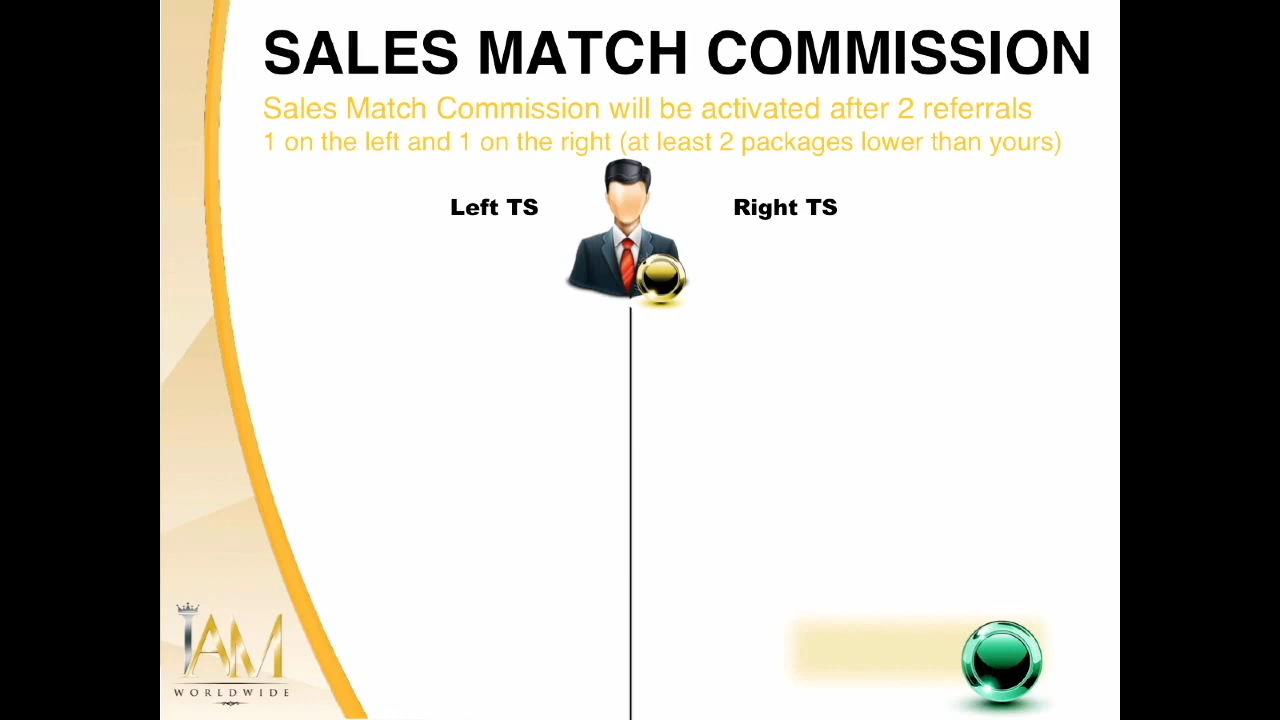 SALES MATCH COMMISSION
Sales Match Commission will be activated after 2 referrals
1 on the left and 1 on the right (at least 2 packages lower than yours)
Left TS
Right TS
IAM
WORLDWIDE